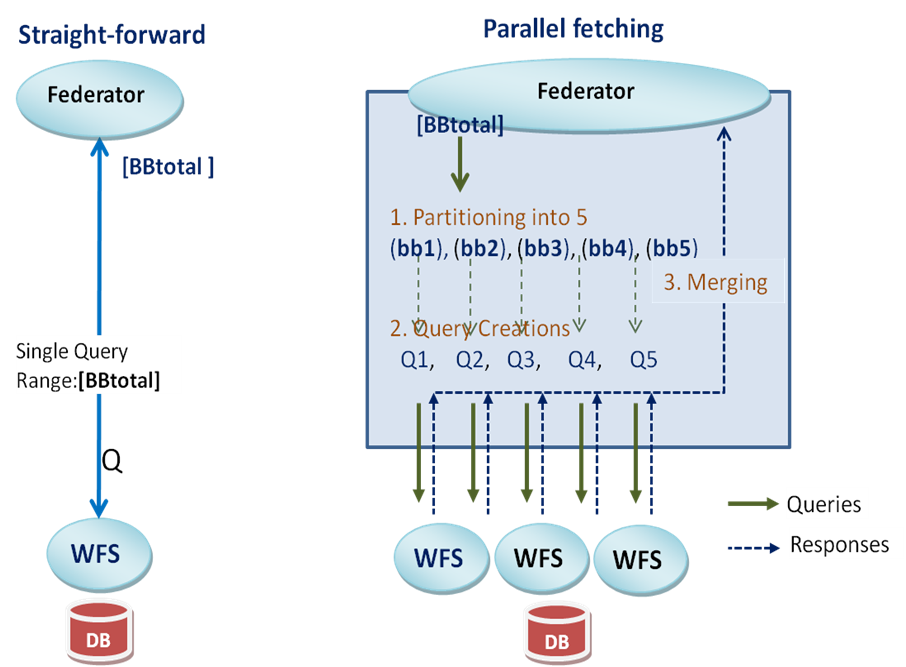 Straight-forward
Federator
[BBtotal ]
Single Query
Range:[BBtotal]
Q
WFS
DB
Parallel fetching
Federator
[BBtotal]
1. Partitioning into 5
(bb1), (bb2), (bb3), (bb4), (bb5)
3. Merging
2. Query Creations
Q1, Q2, Q3, Q4, Q5
WFS WFS WFS
DB
Queries
Responses